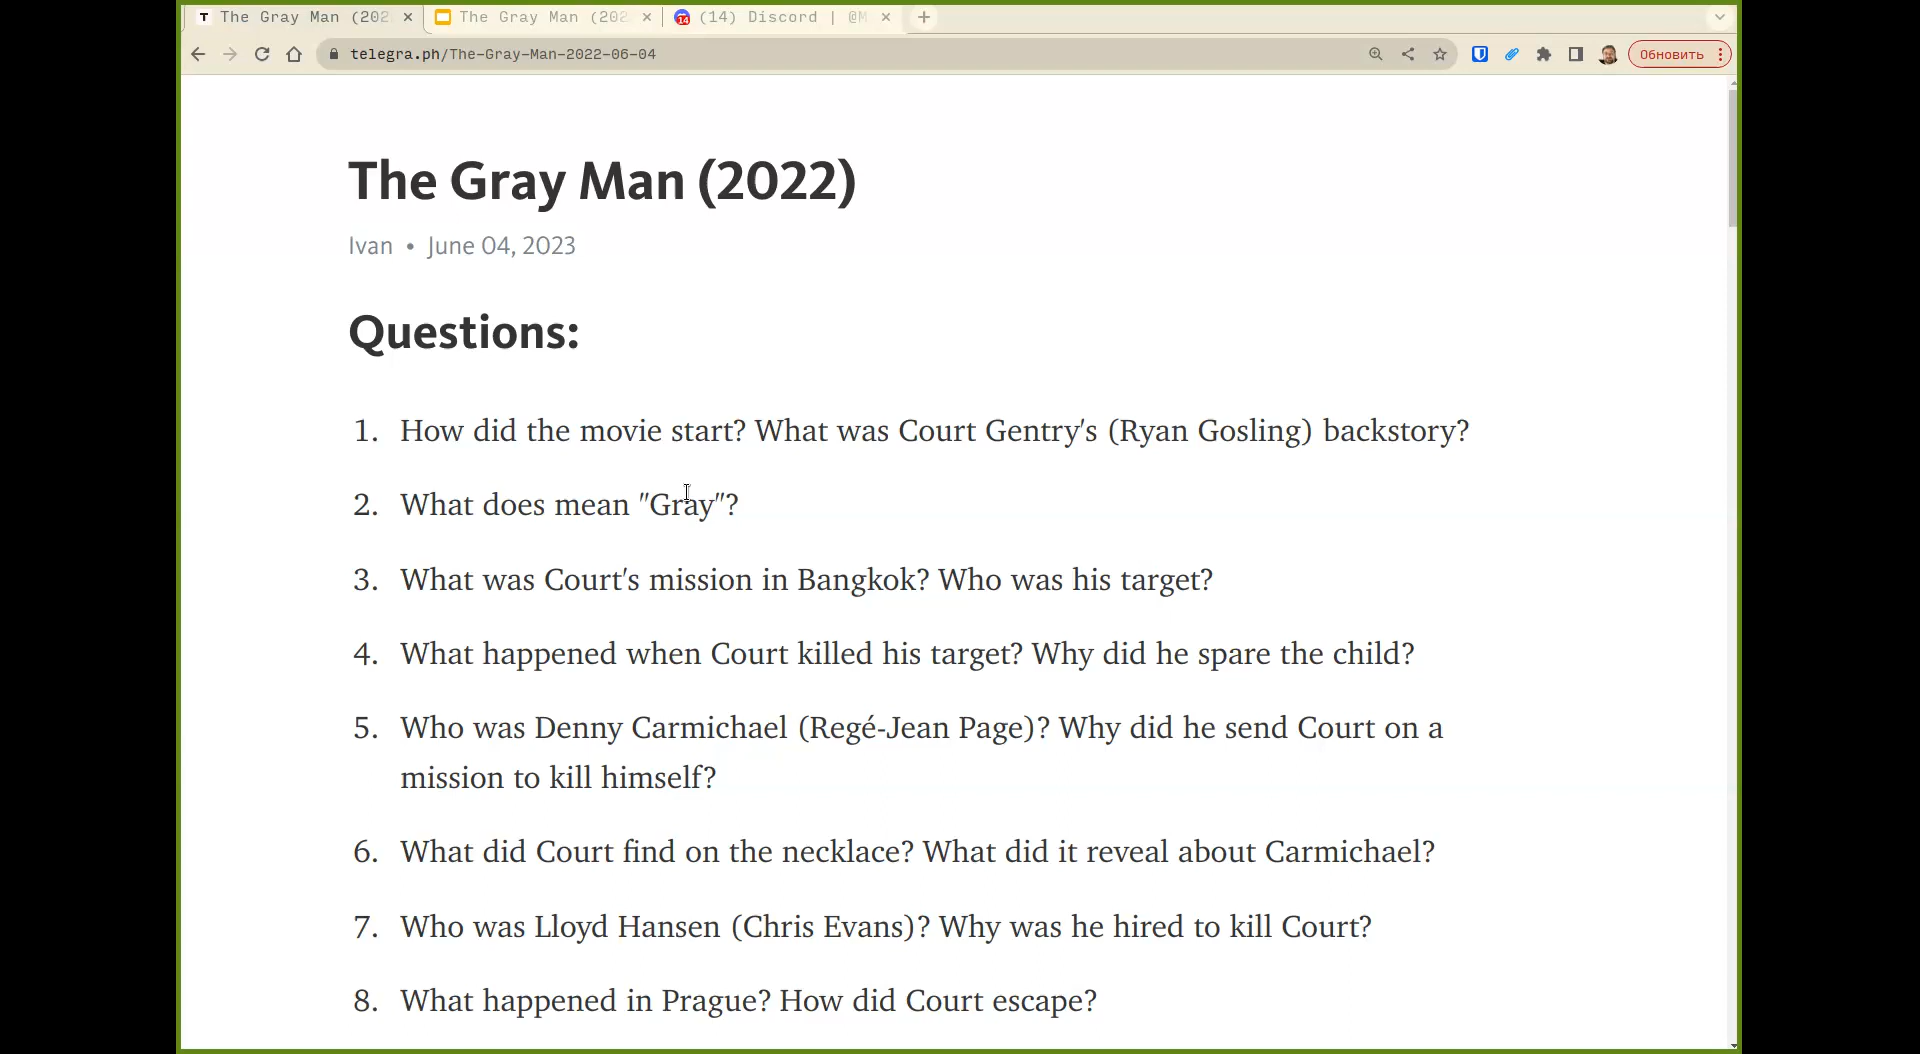 The Gray Man (202
The Gray Man (202
(14) Discord | @M
telegra.ph/The-Gray-Man-2022-06-04
Обновить
The Gray Man (2022)
Ivan • June 04, 2023
Questions:
1. How did the movie start? What was Court Gentry's (Ryan Gosling) backstory?
2. What does mean "Gray"?
3. What was Court's mission in Bangkok? Who was his target?
4. What happened when Court killed his target? Why did he spare the child?
5. Who was Denny Carmichael (Regé-Jean Page)? Why did he send Court on a
mission to kill himself?
6. What did Court find on the necklace? What did it reveal about Carmichael?
7. Who was Lloyd Hansen (Chris Evans)? Why was he hired to kill Court?
8. What happened in Prague? How did Court escape?